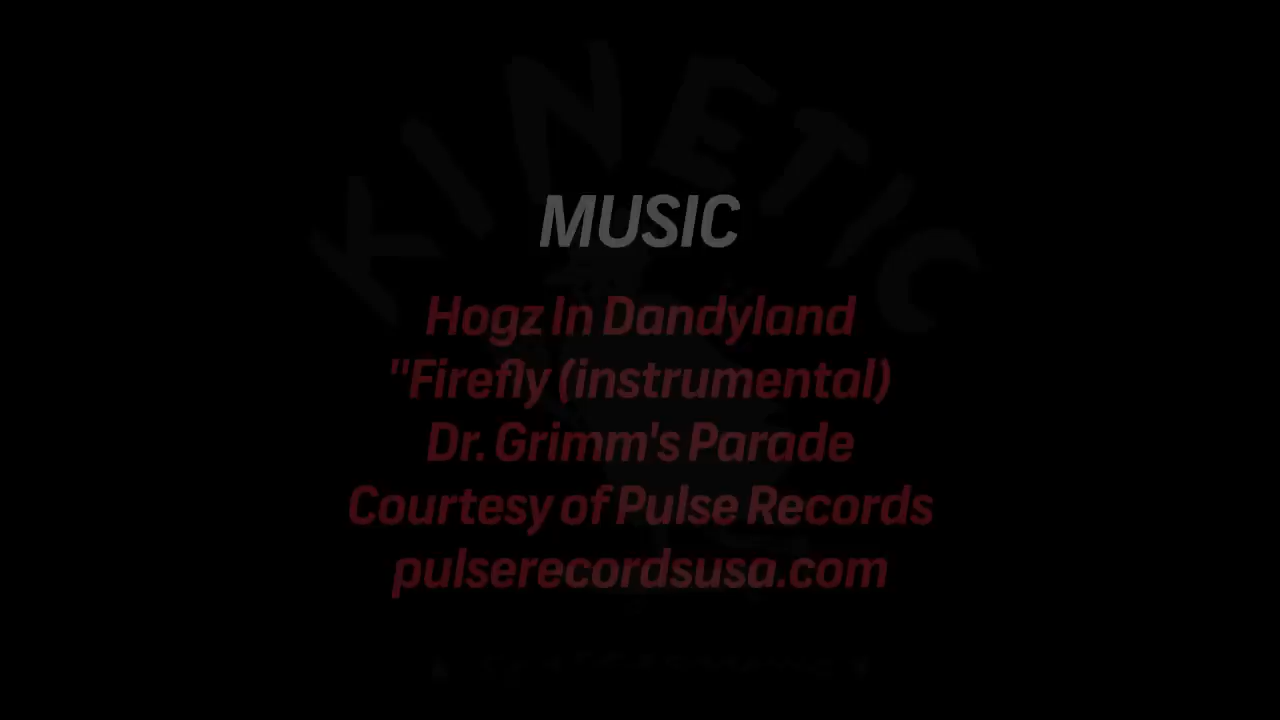 KINETIC
MUSIC
Hogz In Dandyland
"Firefly (instrumental)
Dr. Grimm's Parade
Courtesy of Pulse Records
pulserecordsusa.com